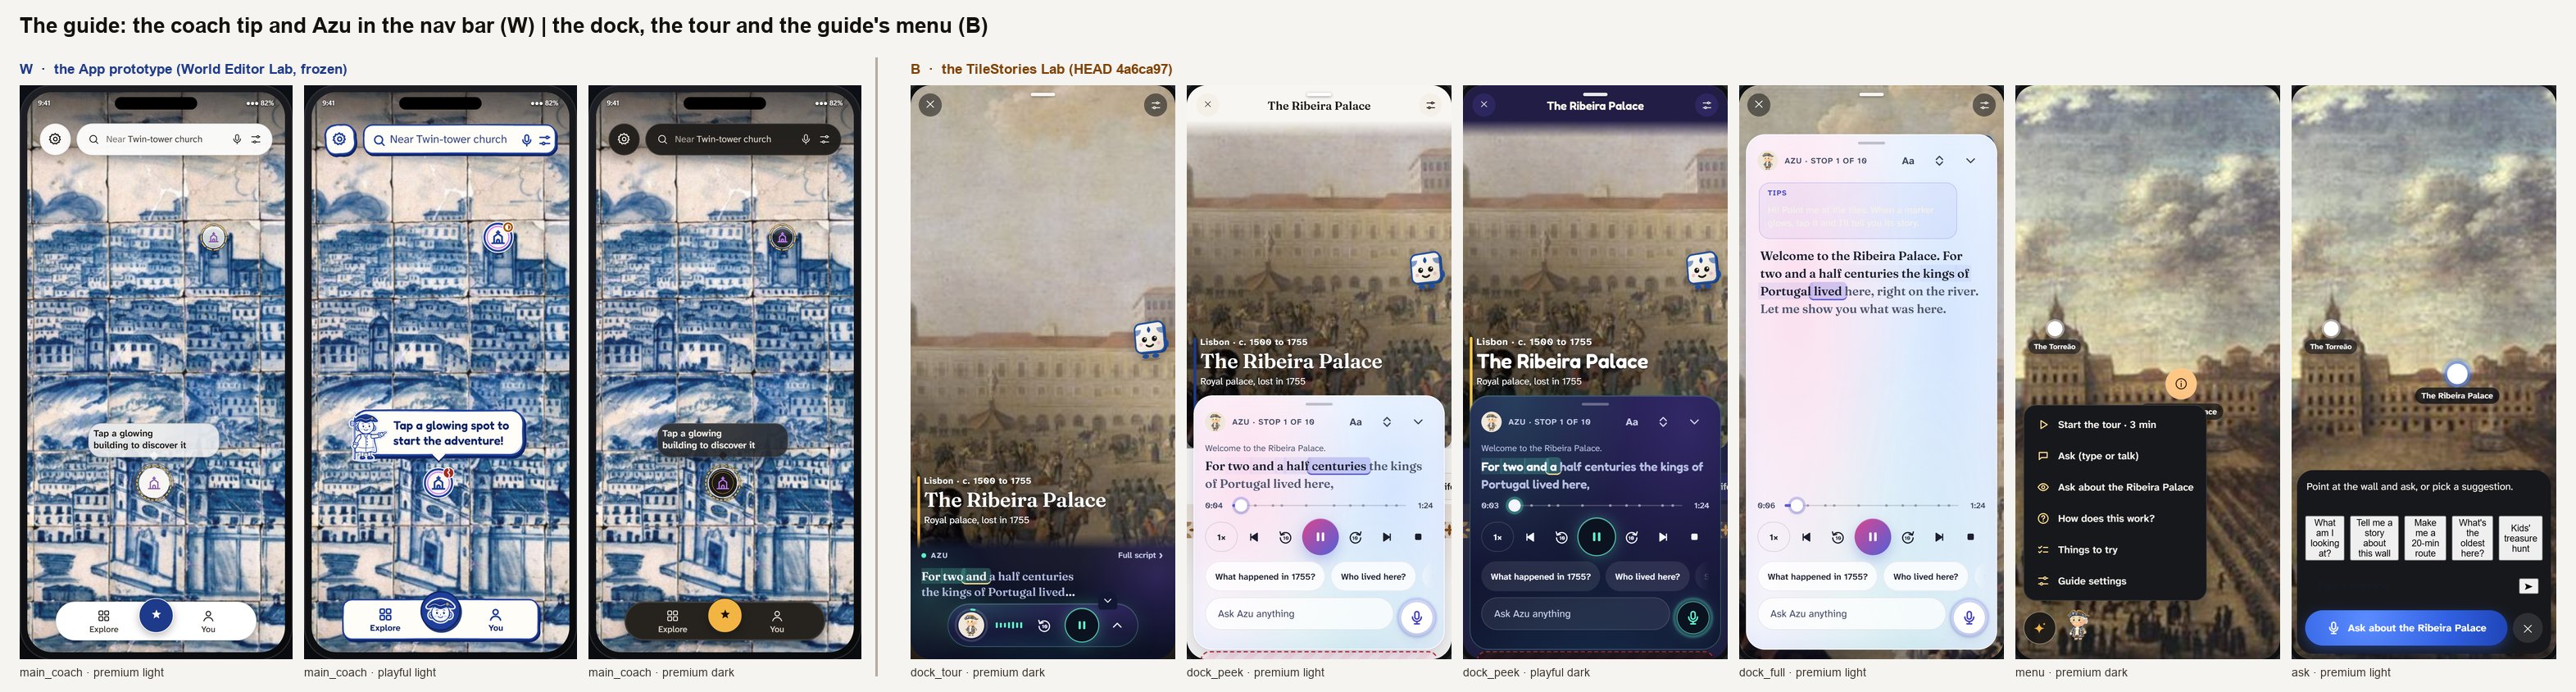 The guide: the coach tip and Azu in the nav bar (W) | the dock, the tour and the guide's menu (B)
W · the App prototype (World Editor Lab, frozen)
9:41
82%
Near Twin-tower church
Tap a glowing
building to discover it
Explore
You
main_coach · premium light
9:41
82%
Near Twin-tower church
Tap a glowing spot to
start the adventure!
Explore
You
main_coach · playful light
9:41
82%
Near Twin-tower church
Tap a glowing
building to discover it
Explore
You
main_coach · premium dark
B · the TileStories Lab (HEAD 4a6ca97)
Lisbon · c. 1500 to 1755
The Ribeira Palace
Royal palace, lost in 1755
AZU
Full script ›
For two and a half centuries
the kings of Portugal lived...
10
dock_tour · premium dark
The Ribeira Palace
Lisbon · c. 1500 to 1755
The Ribeira Palace
Royal palace, lost in 1755
AZU · STOP 1 OF 10
Aa
Welcome to the Ribeira Palace.
For two and a half centuries the kings
of Portugal lived here,
0:04
1:24
1×
10
10
What happened in 1755?
Who lived here?
Ask Azu anything
dock_peek · premium light
The Ribeira Palace
Lisbon · c. 1500 to 1755
The Ribeira Palace
Royal palace, lost in 1755
AZU · STOP 1 OF 10
Aa
Welcome to the Ribeira Palace.
For two and a half centuries the kings of
Portugal lived here,
0:03
1:24
1×
10
10
What happened in 1755?
Who lived here?
Ask Azu anything
dock_peek · playful dark
AZU · STOP 1 OF 10
Aa
TIPS
Welcome to the Ribeira Palace. For
two and a half centuries the kings of
Portugal lived here, right on the river.
Let me show you what was here.
0:06
1:24
1×
10
10
What happened in 1755?
Who lived here?
Ask Azu anything
dock_full · premium light
The Torreão
ace
Start the tour · 3 min
Ask (type or talk)
Ask about the Ribeira Palace
How does this work?
Things to try
Guide settings
menu · premium dark
The Torreão
The Ribeira Palace
Point at the wall and ask, or pick a suggestion.
What am I looking at?
Tell me a story about this wall
Make me a 20-min route
What's the oldest here?
Kids' treasure hunt
Ask about the Ribeira Palace
ask · premium light